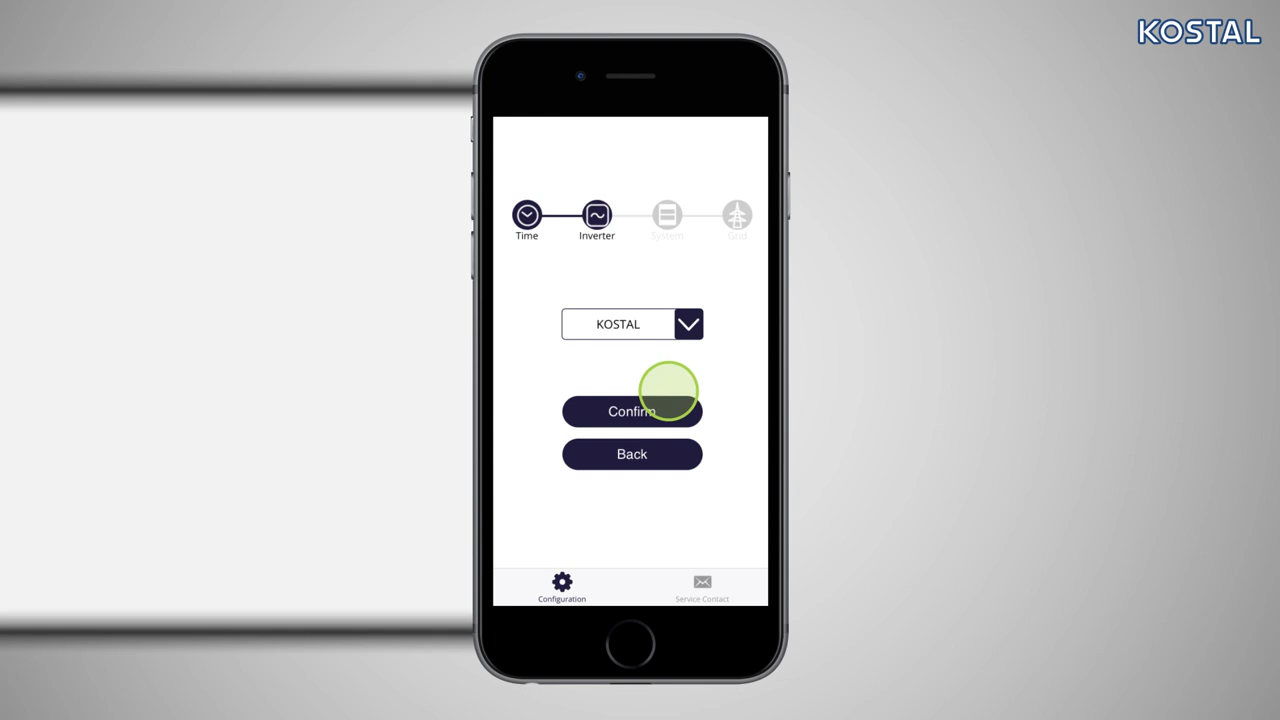 KOSTAL
Time
Inverter
System
Grid
KOSTAL
Confirm
Back
Configuration
Service Contact